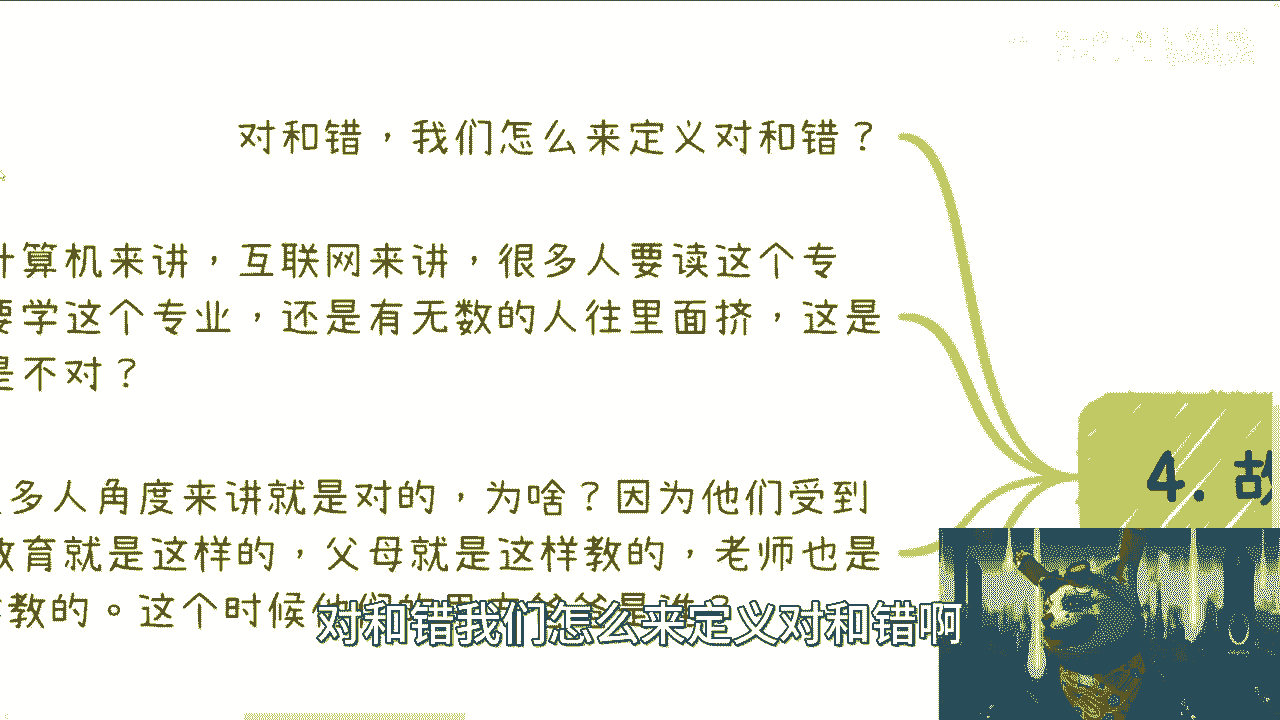 对和错，我们怎么来定义对和错？
计算机来讲，互联网来讲，很多人要读这个专
要学这个专业，还是有无数的人往里面挤，这是
是不对？
多人角度来讲就是对的，为啥？因为他们受到
教育就是这样的，父母就是这样教的，老师也是
教的。这个时候他们的
4. 故
对和错我们怎么来定义对和错啊